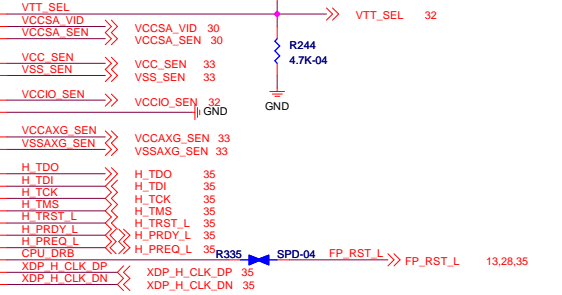 VTT_SEL VTT_SEL 32
VCCSA_VID VCCSA_VID 30
VCCSA_SEN VCCSA_SEN 30
R244
4.7K-04
VCC_SEN VCC_SEN 33
VSS_SEN VSS_SEN 33
VCCIO_SEN VCCIO_SEN 32
GND
GND
VCCAXG_SEN VCCAXG_SEN 33
VSSAXG_SEN VSSAXG_SEN 33
H_TDO H_TDO 35
H_TDI H_TDI 35
H_TCK H_TCK 35
H_TMS H_TMS 35
H_TRST_L H_TRST_L 35
H_PRDY_L H_PRDY_L 35
H_PREQ_L H_PREQ_L 35
CPU_DRB R335 SPD-04 FP_RST_L FP_RST_L 13,28,35
XDP_H_CLK_DP XDP_H_CLK_DP 35
XDP_H_CLK_DN XDP_H_CLK_DN 35